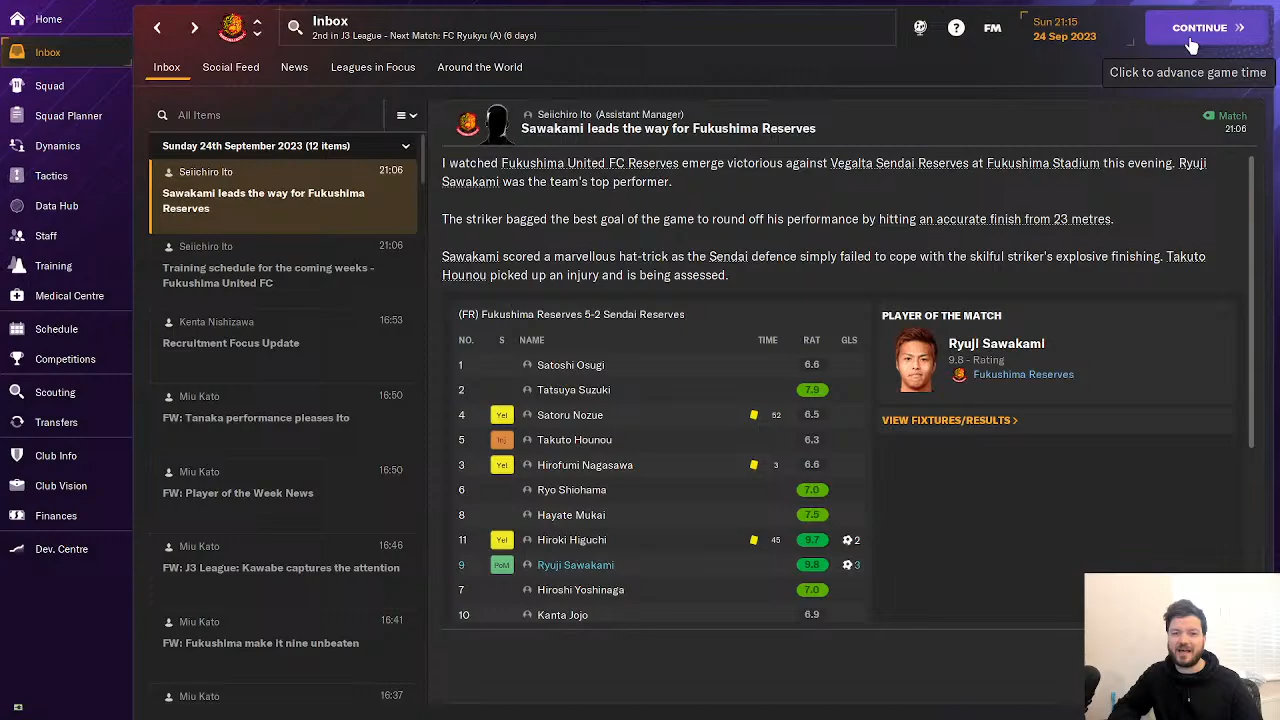 Home
Inbox
Squad
Squad Planner
Dynamics
Tactics
Data Hub
Staff
Training
Medical Centre
Schedule
Competitions
Scouting
Transfers
Club Info
Club Vision
Finances
Dev. Centre
Inbox
2nd in J3 League - Next Match: FC Ryukyu (A) (6 days)
FM
Sun 21:15
24 Sep 2023
CONTINUE
Click to advance game time
Inbox
Social Feed
News
Leagues in Focus
Around the World
All Items
Sunday 24th September 2023 (12 items)
Seiichiro Ito 21:06
Sawakami leads the way for Fukushima
Reserves
Seiichiro Ito 21:06
Training schedule for the coming weeks -
Fukushima United FC
Kenta Nishizawa 16:53
Recruitment Focus Update
Miu Kato 16:50
FW: Tanaka performance pleases Ito
Miu Kato 16:50
FW: Player of the Week News
Miu Kato 16:46
FW: J3 League: Kawabe captures the attention
Miu Kato 16:41
FW: Fukushima make it nine unbeaten
Miu Kato 16:37
Seiichiro Ito (Assistant Manager)
Sawakami leads the way for Fukushima Reserves
Match
21:06
I watched Fukushima United FC Reserves emerge victorious against Vegalta Sendai Reserves at Fukushima Stadium this evening. Ryuji
Sawakami was the team's top performer.
The striker bagged the best goal of the game to round off his performance by hitting an accurate finish from 23 metres.
Sawakami scored a marvellous hat-trick as the Sendai defence simply failed to cope with the skilful striker's explosive finishing. Takuto
Hounou picked up an injury and is being assessed.
(FR) Fukushima Reserves 5-2 Sendai Reserves
NO. S NAME TIME RAT GLS
1 Satoshi Osugi 6.6
2 Tatsuya Suzuki 7.9
4 Yel Satoru Nozue 52 6.5
5 Inj Takuto Hounou 6.3
3 Yel Hirofumi Nagasawa 3 6.6
6 Ryo Shiohama 7.0
8 Hayate Mukai 7.5
11 Yel Hiroki Higuchi 45 9.7 2
9 PoM Ryuji Sawakami 9.8 3
7 Hiroshi Yoshinaga 7.0
10 Kanta Jojo 6.9
PLAYER OF THE MATCH
Ryuji Sawakami
9.8 - Rating
Fukushima Reserves
VIEW FIXTURES/RESULTS >